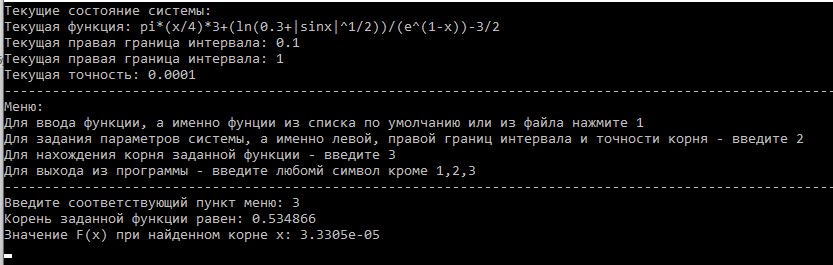 Текущие состояние системы:
Текущая функция: pi*(x/4)*3+(ln(0.3+|sinx|^1/2))/(e^(1-x))-3/2
Текущая правая граница интервала: 0.1
Текущая правая граница интервала: 1
Текущая точность: 0.0001
Меню:
Для ввода функции, а именно фунции из списка по умолчанию или из файла нажмите 1
Для задания параметров системы, а именно левой, правой границ интервала и точности корня - введите 2
Для нахождения корня заданной функции - введите 3
Для выхода из программы - введите любомй символ кроме 1,2,3
Введите соответствующий пункт меню: 3
Корень заданной функции равен: 0.534866
Значение F(x) при найденном корне x: 3.3305e-05